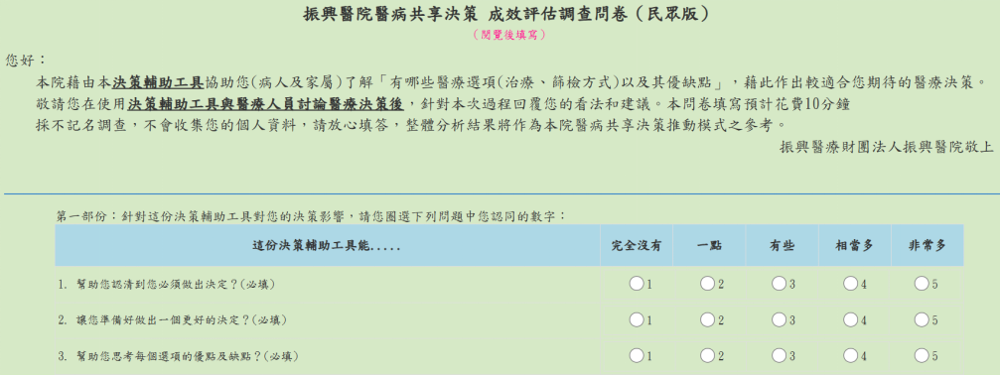 振興醫院醫病共享決策 成效評估調查問卷（民眾版）
（閱覽後填寫）
您好：
本院藉由本決策輔助工具協助您(病人及家屬)了解「有哪些醫療選項(治療、篩檢方式)以及其優缺點」，藉此作出較適合您期待的醫療決策。
敬請您在使用決策輔助工具與醫療人員討論醫療決策後，針對本次過程回覆您的看法和建議。本問卷填寫預計花費10分鐘
採不記名調查，不會收集您的個人資料，請放心填答，整體分析結果將作為本院醫病共享決策推動模式之參考。
振興醫療財團法人振興醫院敬上
第一部份：針對這份決策輔助工具對您的決策影響，請您圈選下列問題中您認同的數字：
這份決策輔助工具能..... 完全沒有 一點 有些 相當多 非常多
1. 幫助您認清到您必須做出決定？(必填) 1 2 3 4 5
2. 讓您準備好做出一個更好的決定？(必填) 1 2 3 4 5
3. 幫助您思考每個選項的優點及缺點？(必填) 1 2 3 4 5